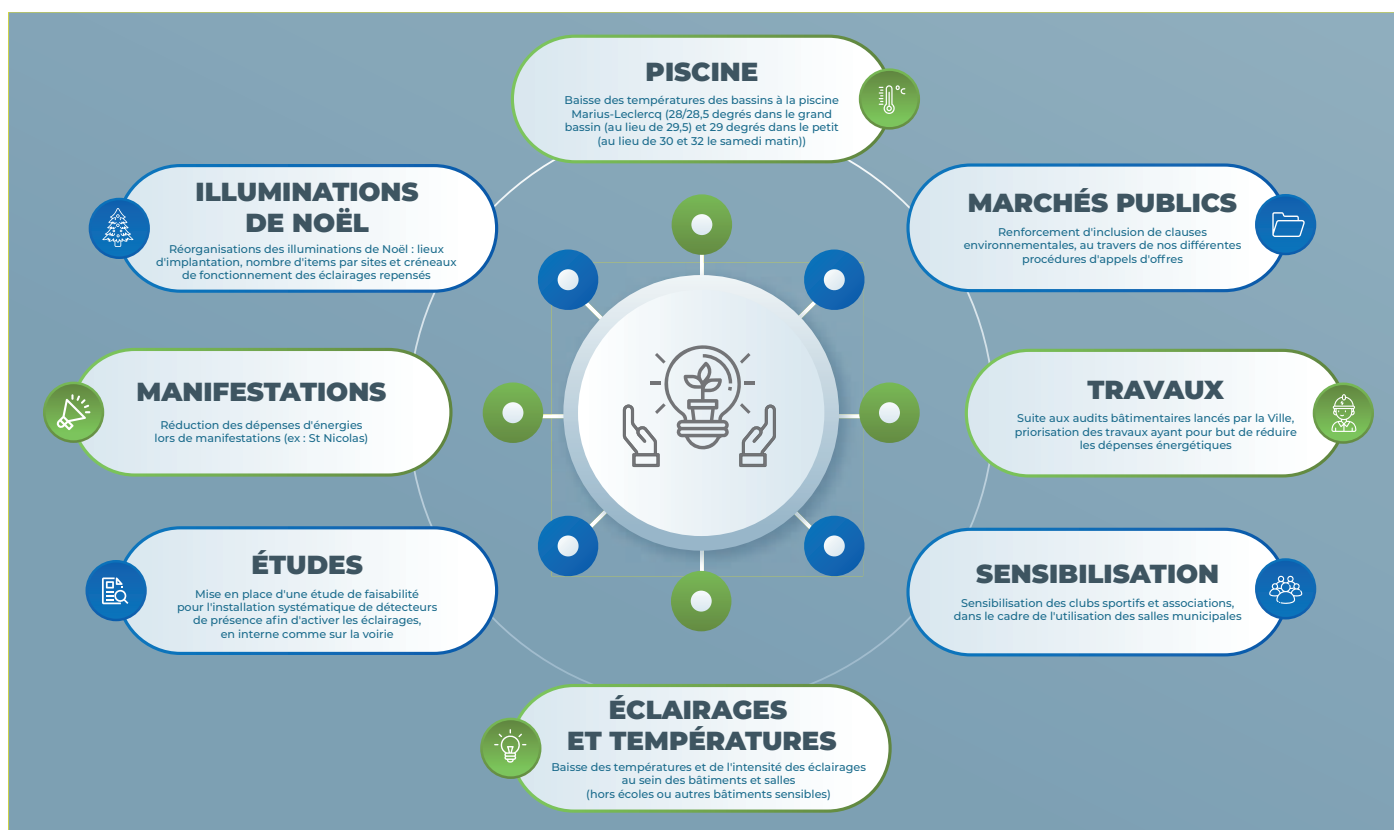 PISCINE
Baisse des températures des bassins à la piscine
Marius-Leclercq (28/28,5 degrés dans le grand
bassin (au lieu de 29,5) et 29 degrés dans le petit
(au lieu de 30 et 32 le samedi matin))
°C
ILLUMINATIONS
DE NOËL
Réorganisations des illuminations de Noël : lieux
d'implantation, nombre d'items par sites et créneaux
de fonctionnement des éclairages repensés
MARCHÉS PUBLICS
Renforcement d'inclusion de clauses
environnementales, au travers de nos différentes
procédures d'appels d'offres
MANIFESTATIONS
Réduction des dépenses d'énergies
lors de manifestations (ex : St Nicolas)
TRAVAUX
Suite aux audits bâtimentaires lancés par la Ville,
priorisation des travaux ayant pour but de réduire
les dépenses énergétiques
ÉTUDES
Mise en place d'une étude de faisabilité
pour l'installation systématique de détecteurs
de présence afin d'activer les éclairages,
en interne comme sur la voirie
SENSIBILISATION
Sensibilisation des clubs sportifs et associations,
dans le cadre de l'utilisation des salles municipales
ÉCLAIRAGES
ET TEMPÉRATURES
Baisse des températures et de l'intensité des éclairages
au sein des bâtiments et salles
(hors écoles ou autres bâtiments sensibles)